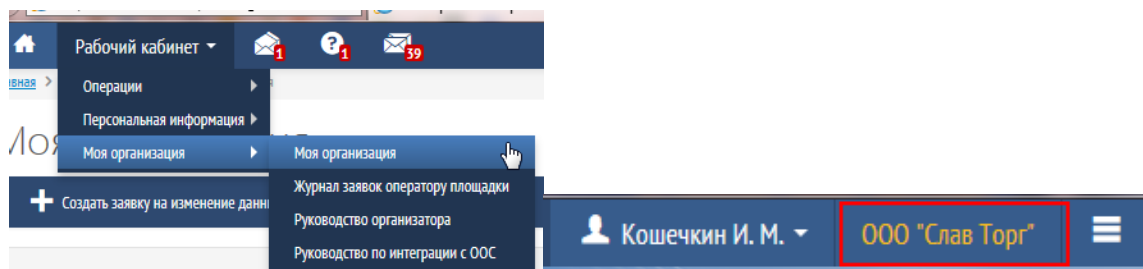 Рабочий кабинет 1 1 39
вная >
Операции
Персональная информация
Моя организация
Моя организация
Журнал заявок оператору площадки
Создать заявку на изменение данн
Руководство организатора
Руководство по интеграции с ООС
Кошечкин И. М. ООО "Слав Торг"